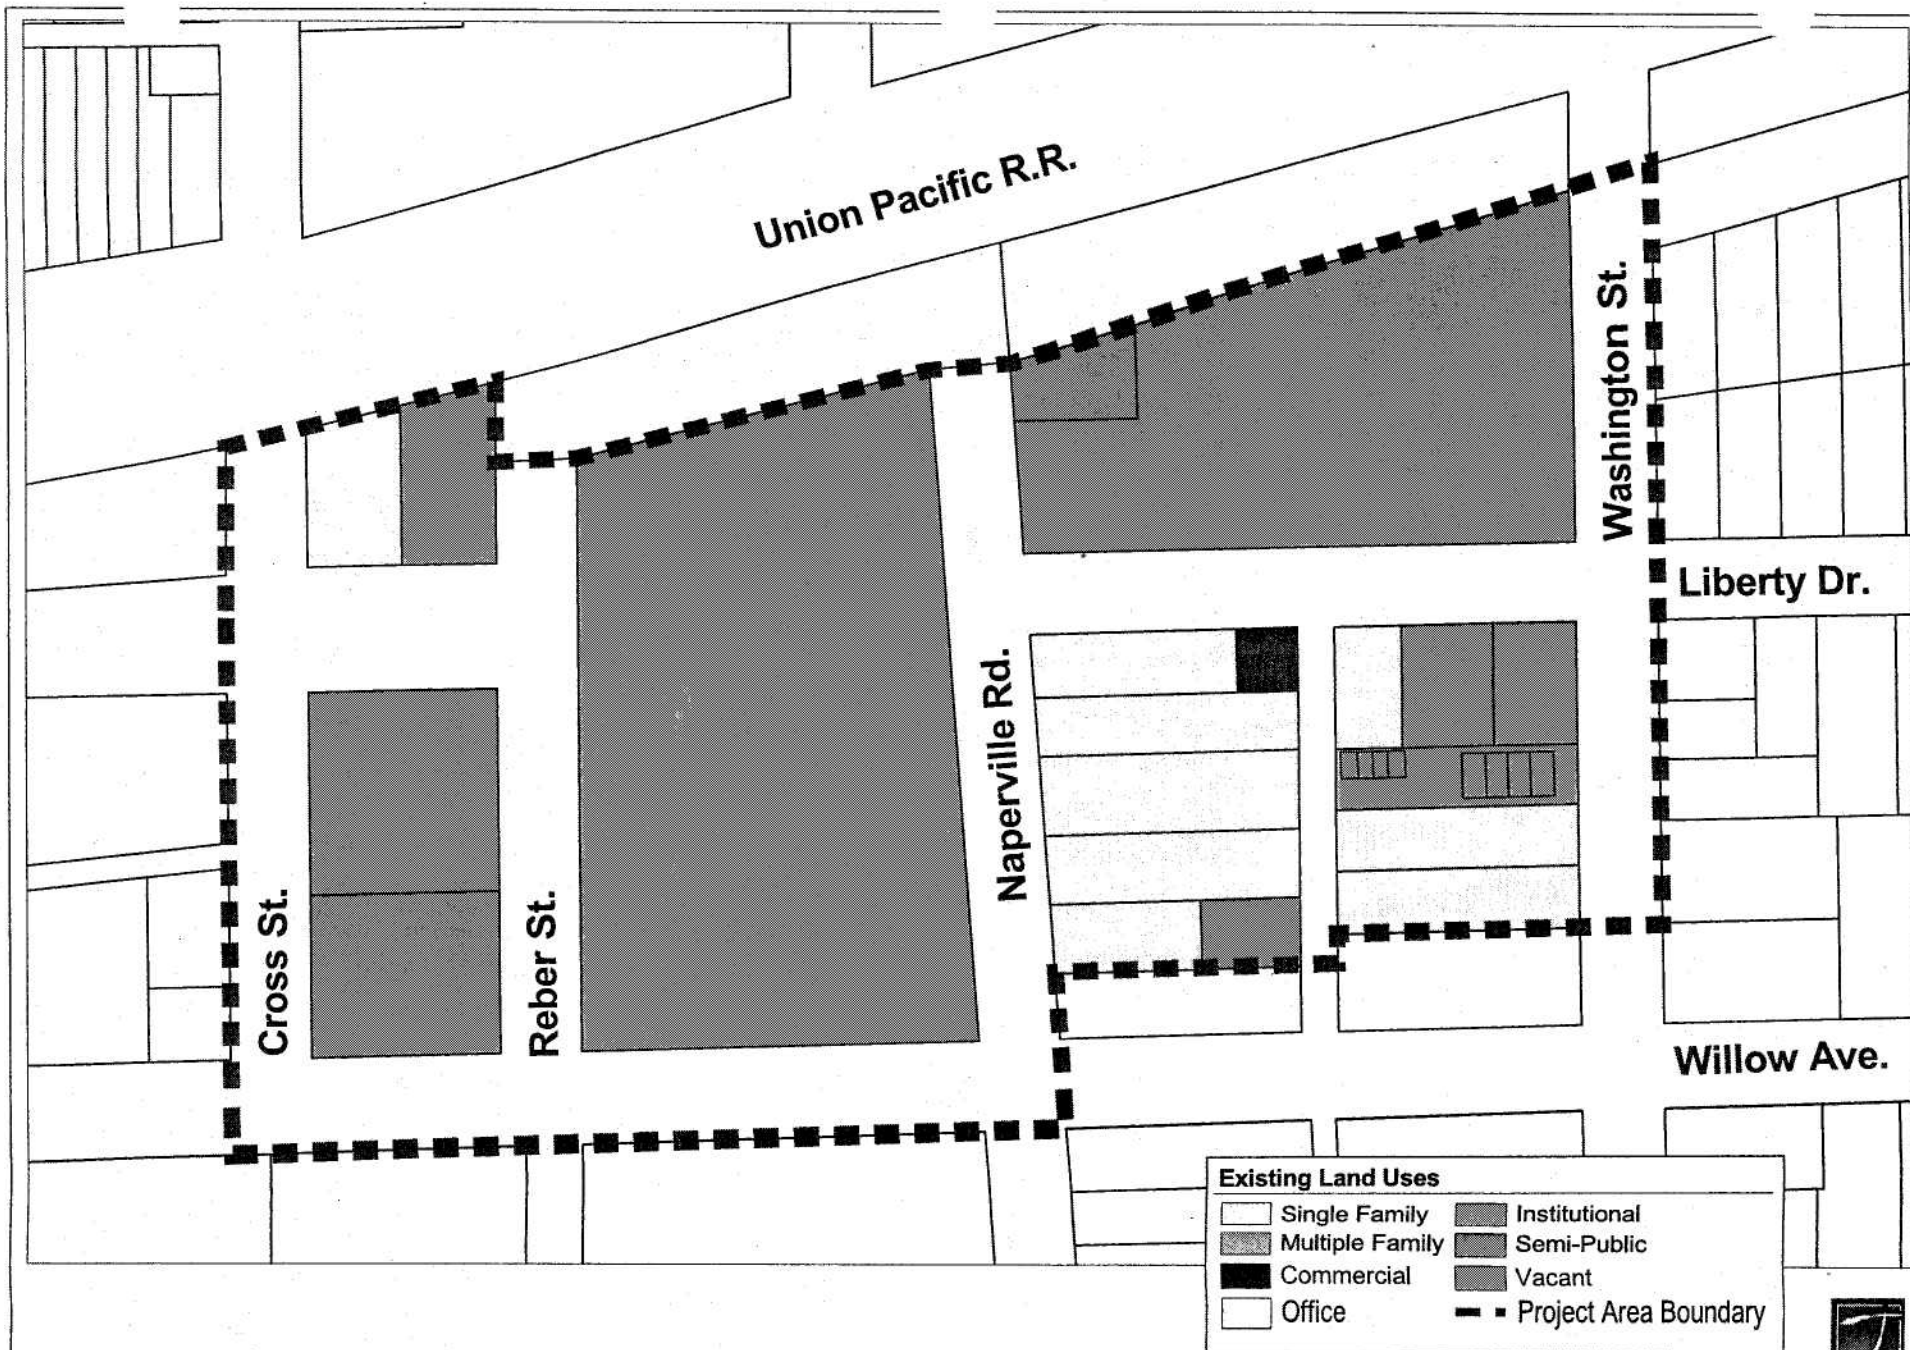 Union Pacific R.R.
Washington St.
Liberty Dr.
Naperville Rd.
Cross St.
Reber St.
Willow Ave.
Existing Land Uses
Single Family
Institutional
Multiple Family
Semi-Public
Commercial
Vacant
Office
Project Area Boundary